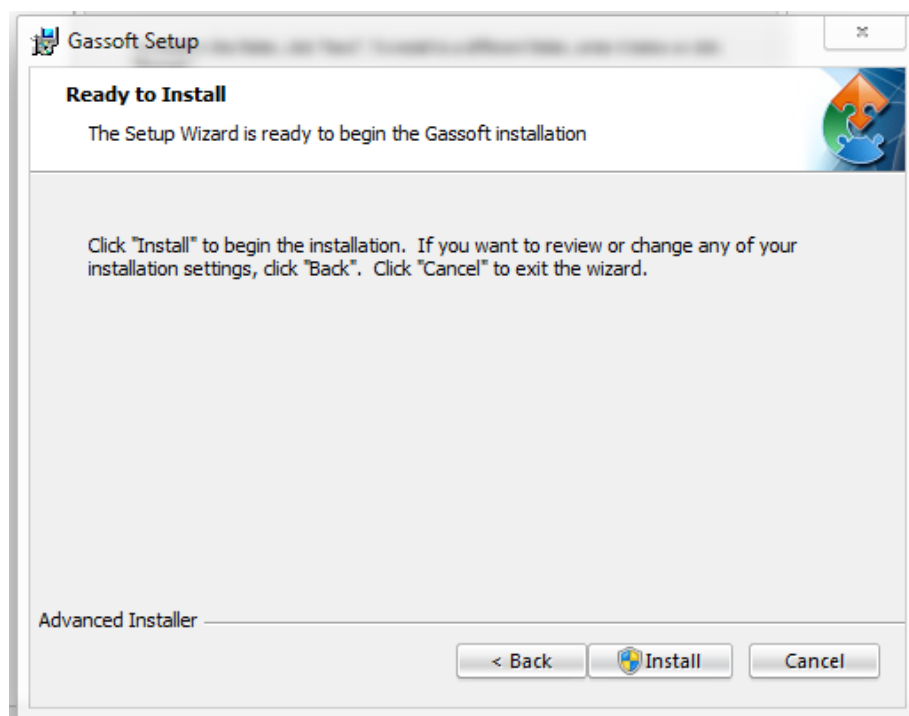 Gassoft Setup
Ready to Install
The Setup Wizard is ready to begin the Gassoft installation
Click "Install" to begin the installation. If you want to review or change any of your
installation settings, click "Back". Click "Cancel" to exit the wizard.
Advanced Installer
< Back Install Cancel